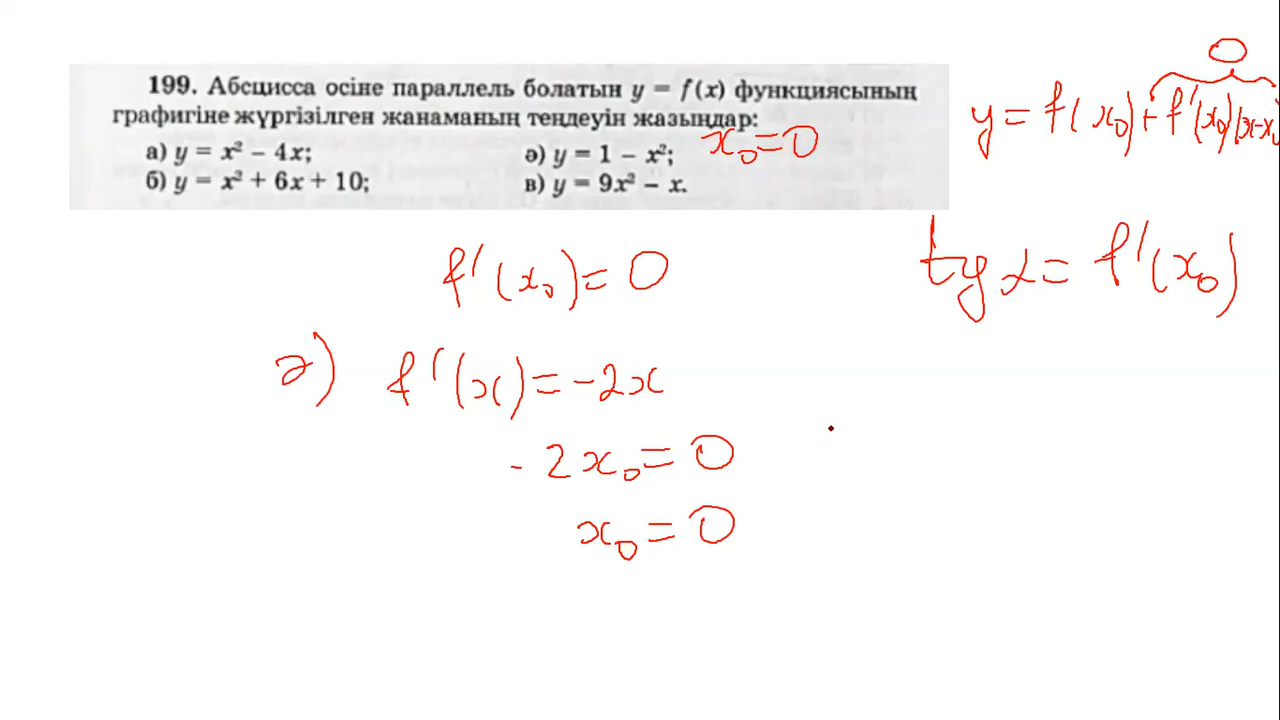 199. Абсцисса осіне параллель болатын y = f(x) функциясының
графигіне жүргізілген жанаманың теңдеуін жазыңдар:
а) y = x² – 4x; ә) y = 1 – x²; x₀=0
б) y = x² + 6x + 10; в) y = 9x² – x.
0
y = f(x₀) + f'(x₀)(x-x
tg α = f'(x₀)
f'(x₀) = 0
ә) f'(x) = -2x
-2x₀ = 0
x₀ = 0